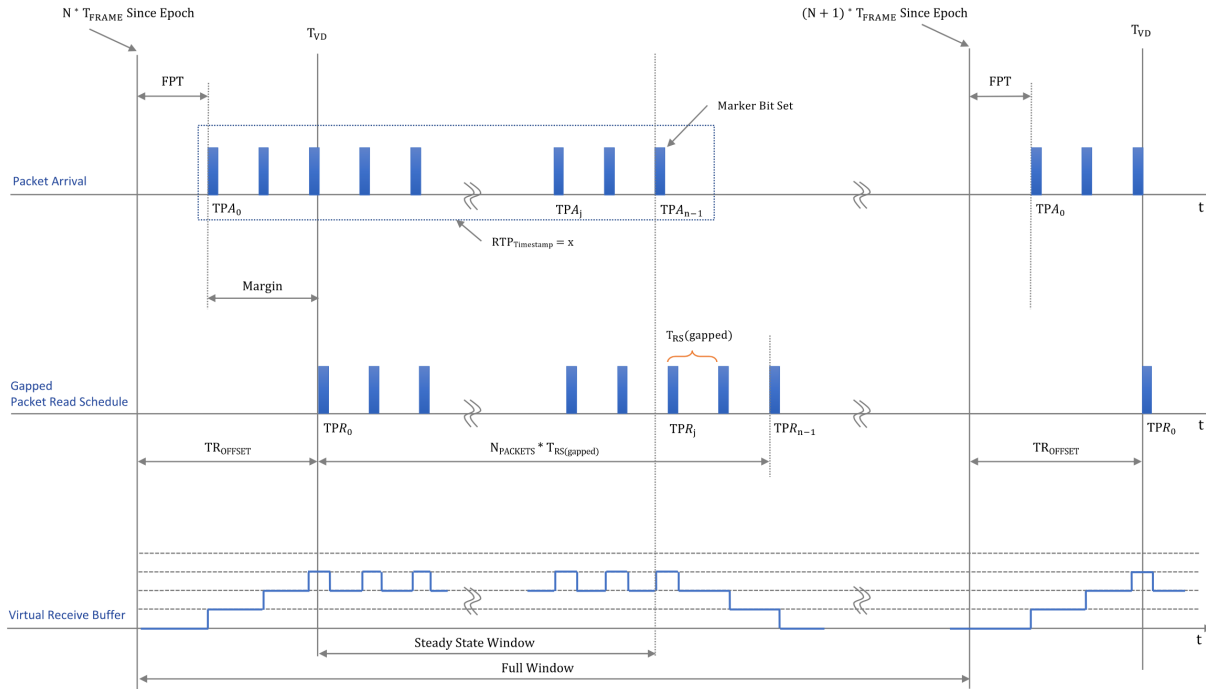 N * T_FRAME Since Epoch
(N + 1) * T_FRAME Since Epoch
T_VD
T_VD
FPT
FPT
Marker Bit Set
Packet Arrival
TPA_0
TPA_j
TPA_n−1
TPA_0
t
RTP_Timestamp = x
Margin
T_RS(gapped)
Gapped
Packet Read Schedule
TPR_0
TPR_j
TPR_n−1
TPR_0
t
TR_OFFSET
N_PACKETS * T_RS(gapped)
TR_OFFSET
Virtual Receive Buffer
t
Steady State Window
Full Window